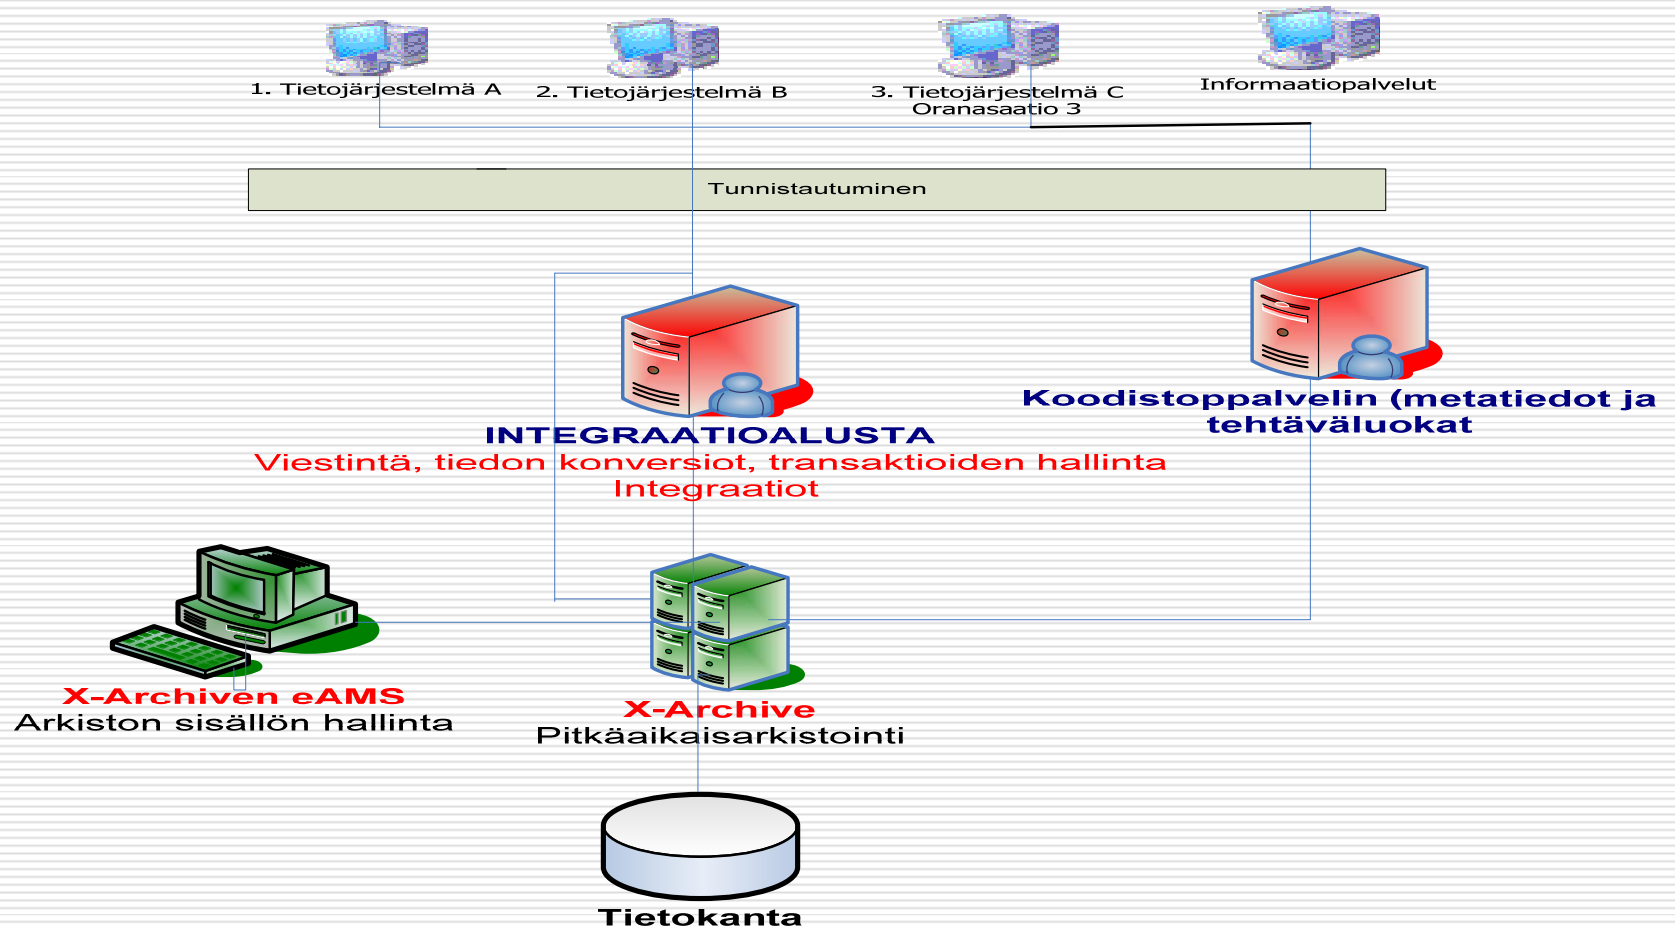 1. Tietojärjestelmä A
2. Tietojärjestelmä B
3. Tietojärjestelmä C
Oranasaatio 3
Informaatiopalvelut
Tunnistautuminen
INTEGRAATIOALUSTA
Viestintä, tiedon konversiot, transaktioiden hallinta
Integraatiot
Koodistoppalvelin (metatiedot ja
tehtäväluokat
X-Archiven eAMS
Arkiston sisällön hallinta
X-Archive
Pitkäaikaisarkistointi
Tietokanta